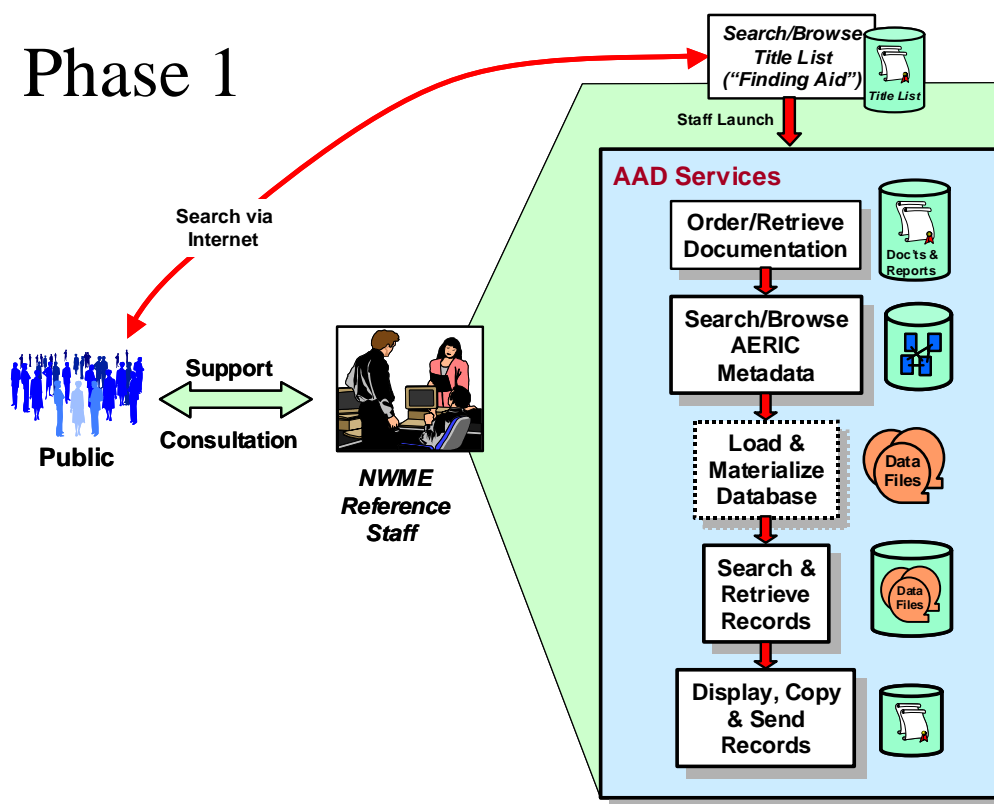 Phase 1
Search/Browse
Title List
(“Finding Aid”)
Title List
Staff Launch
AAD Services
Search via
Internet
Order/Retrieve
Documentation
Doc'ts &
Reports
Search/Browse
AERIC
Metadata
Support
Consultation
Public
NWME
Reference
Staff
Load &
Materialize
Database
Data
Files
Search &
Retrieve
Records
Data
Files
Display, Copy
& Send
Records